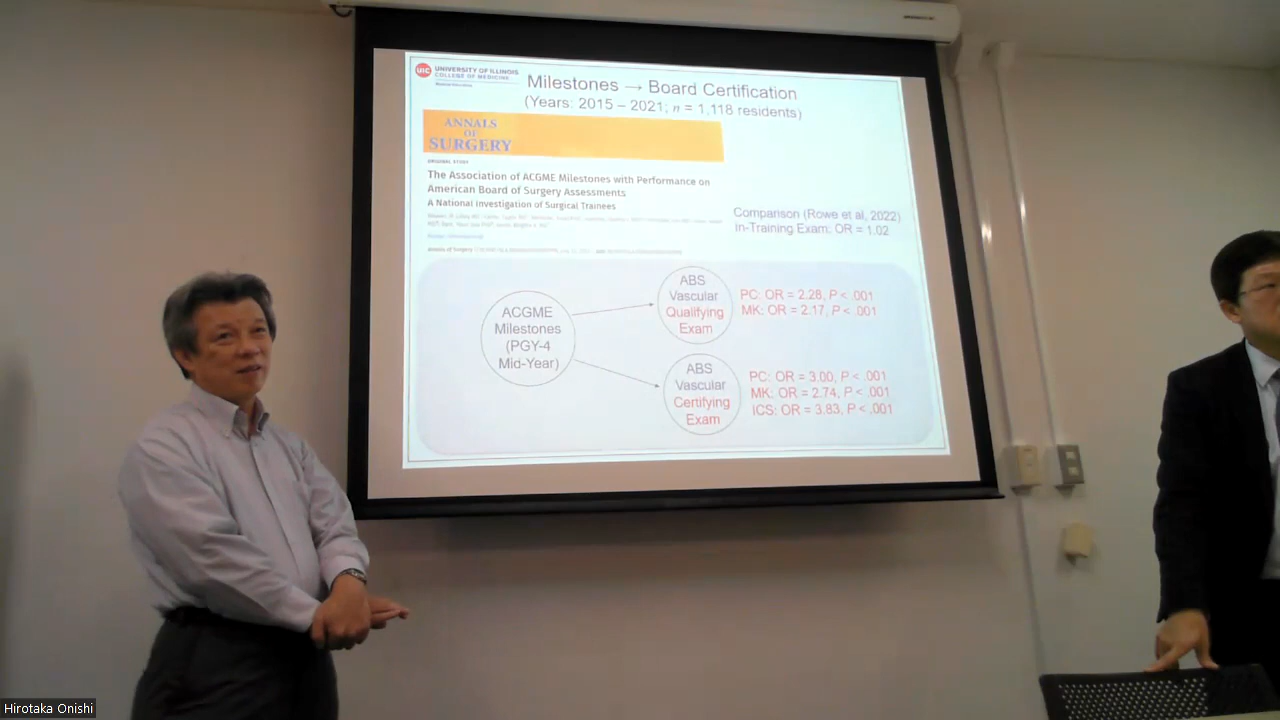 UIC
UNIVERSITY OF ILLINOIS
COLLEGE OF MEDICINE
Milestones → Board Certification
(Years: 2015 – 2021; n = 1,118 residents)
ANNALS
OF
SURGERY
ORIGINAL STUDY
The Association of ACGME Milestones with Performance on
American Board of Surgery Assessments
A National Investigation of Surgical Trainees
Comparison (Rowe et al, 2022)
In-Training Exam: OR = 1.02
ACGME
Milestones
(PGY-4
Mid-Year)
ABS
Vascular
Qualifying
Exam
PC: OR = 2.28, P < .001
MK: OR = 2.17, P < .001
ABS
Vascular
Certifying
Exam
PC: OR = 3.00, P < .001
MK: OR = 2.74, P < .001
ICS: OR = 3.83, P < .001
Hirotaka Onishi